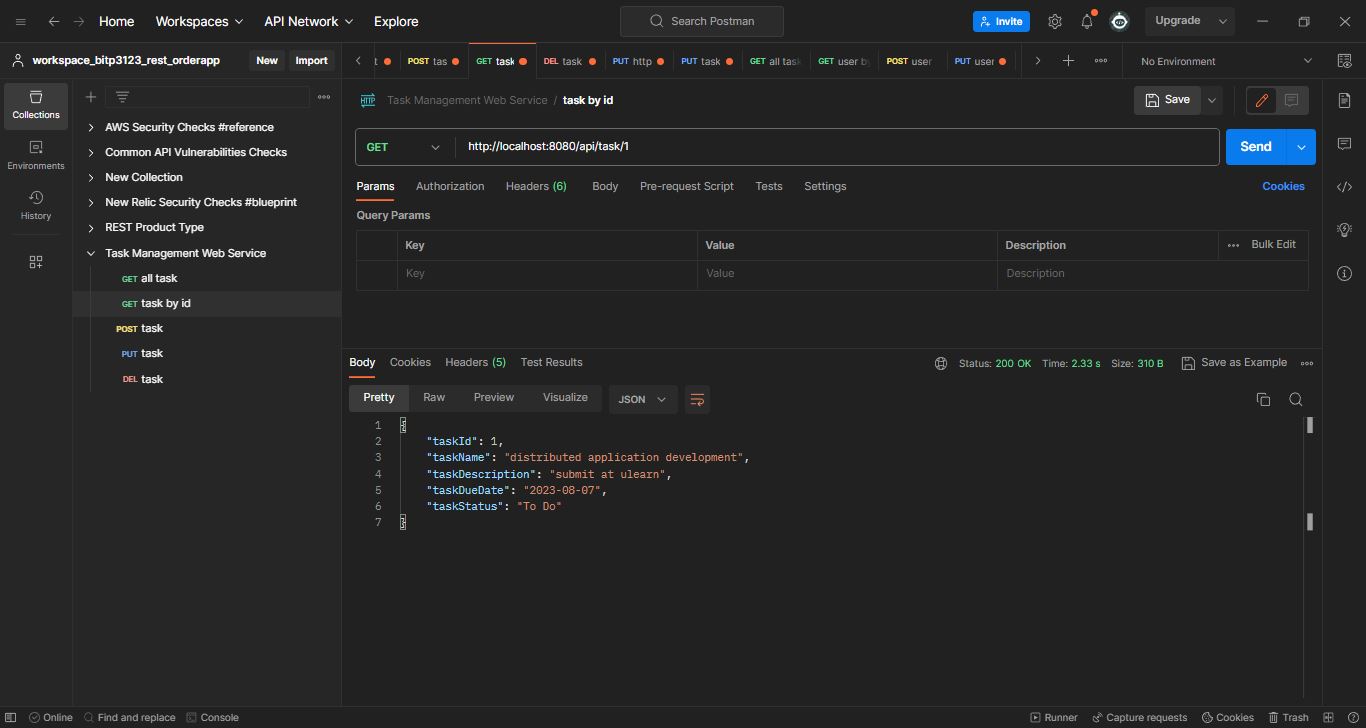 Home Workspaces API Network Explore Search Postman Invite Upgrade
workspace_bitp3123_rest_orderapp New Import
t POST tas GET task DEL task PUT http PUT task GET all task GET user by POST user PUT user No Environment
Collections
Environments
History
AWS Security Checks #reference
Common API Vulnerabilities Checks
New Collection
New Relic Security Checks #blueprint
REST Product Type
Task Management Web Service
GET all task
GET task by id
POST task
PUT task
DEL task
HTTP Task Management Web Service / task by id Save
GET http://localhost:8080/api/task/1 Send
Params Authorization Headers (6) Body Pre-request Script Tests Settings Cookies
Query Params
Key Value Description Bulk Edit
Key Value Description
Body Cookies Headers (5) Test Results Status: 200 OK Time: 2.33 s Size: 310 B Save as Example
Pretty Raw Preview Visualize JSON
1 {
2 "taskId": 1,
3 "taskName": "distributed application development",
4 "taskDescription": "submit at ulearn",
5 "taskDueDate": "2023-08-07",
6 "taskStatus": "To Do"
7 }
Online Find and replace Console Runner Capture requests Cookies Trash